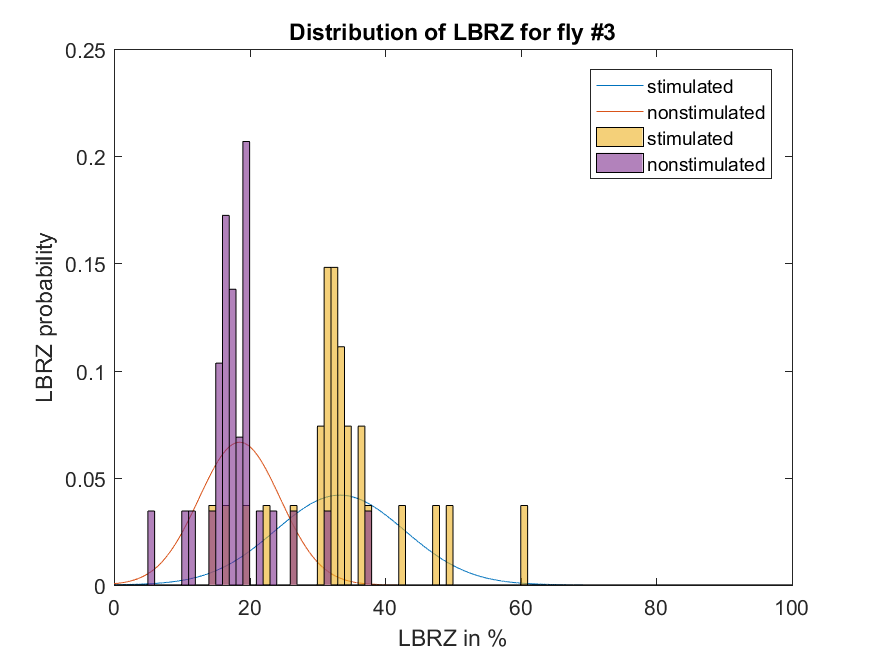 Distribution of LBRZ for fly #3
0.25
0.2
0.15
0.1
0.05
0
LBRZ probability
stimulated
nonstimulated
stimulated
nonstimulated
0 20 40 60 80 100
LBRZ in %